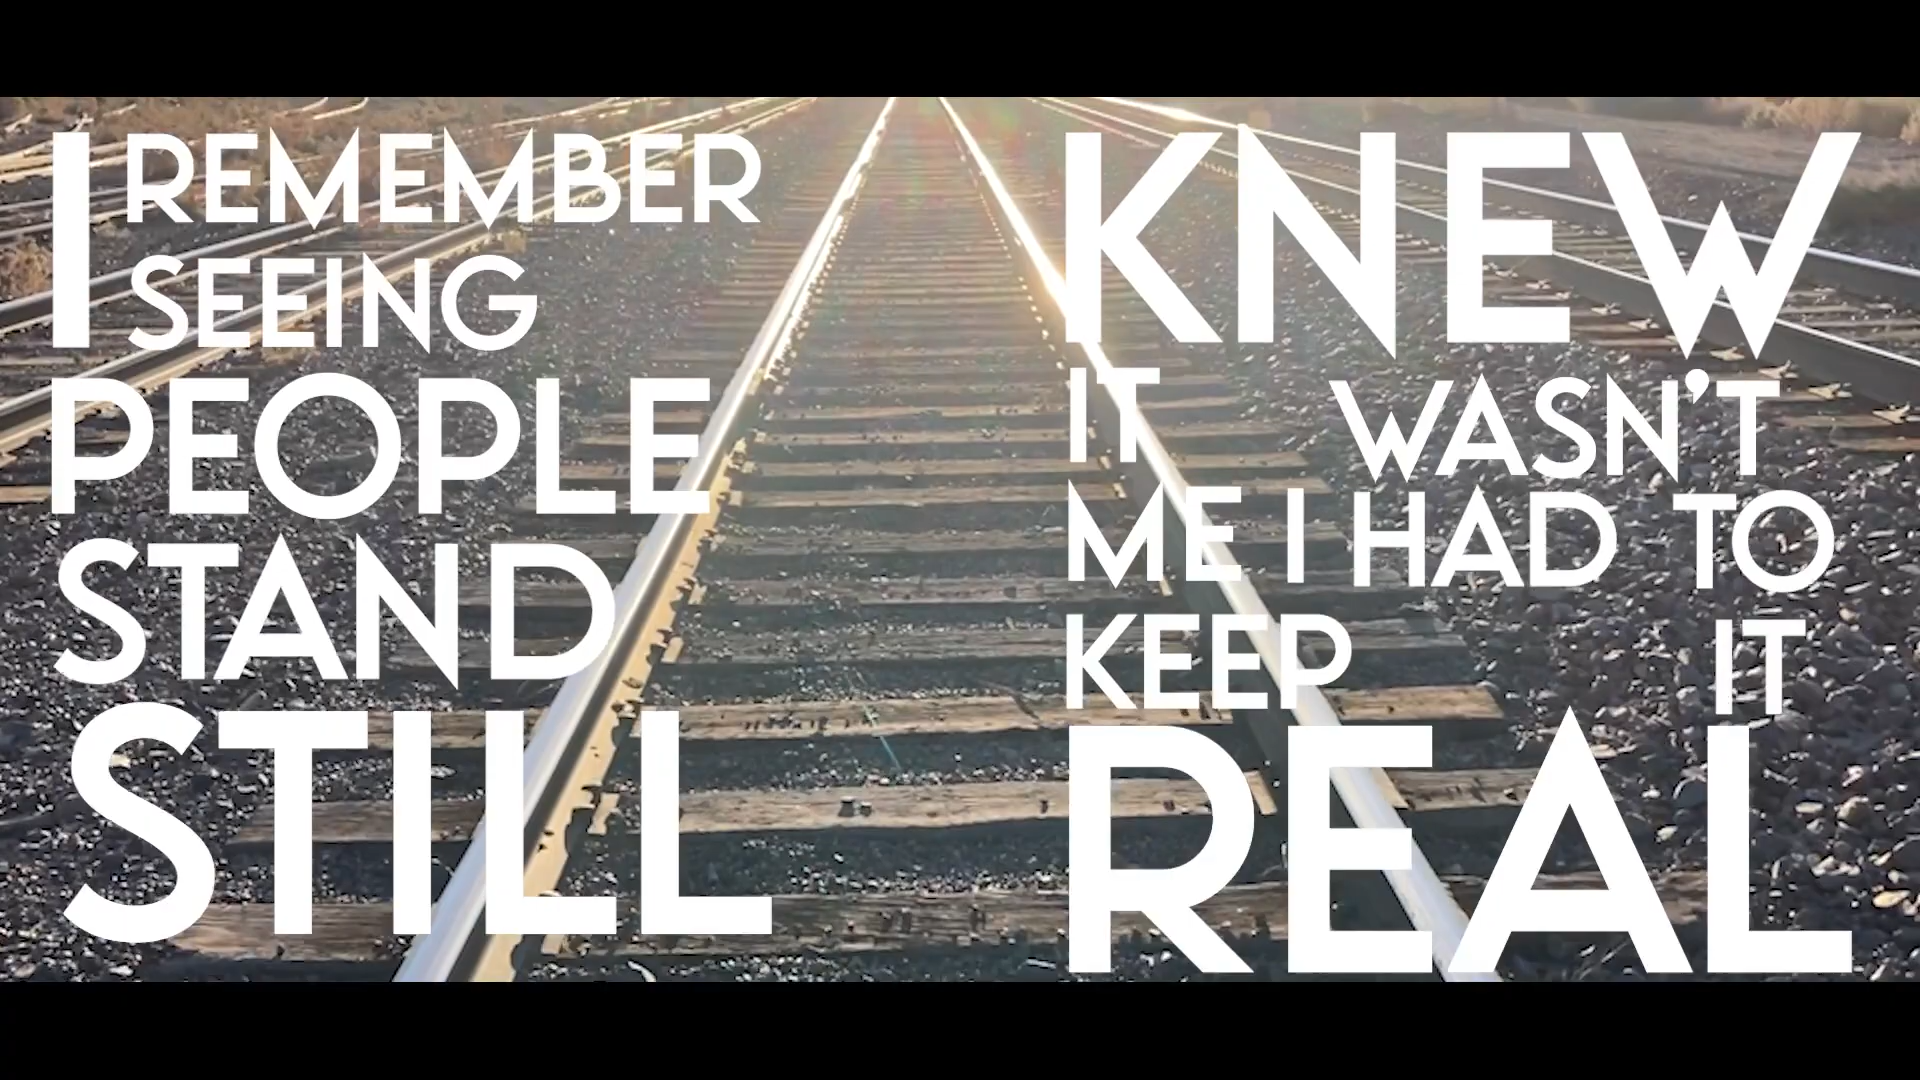 I REMEMBER
SEEING
PEOPLE
STAND
STILL
KNEW
IT WASN'T
ME I HAD TO
KEEP IT
REAL